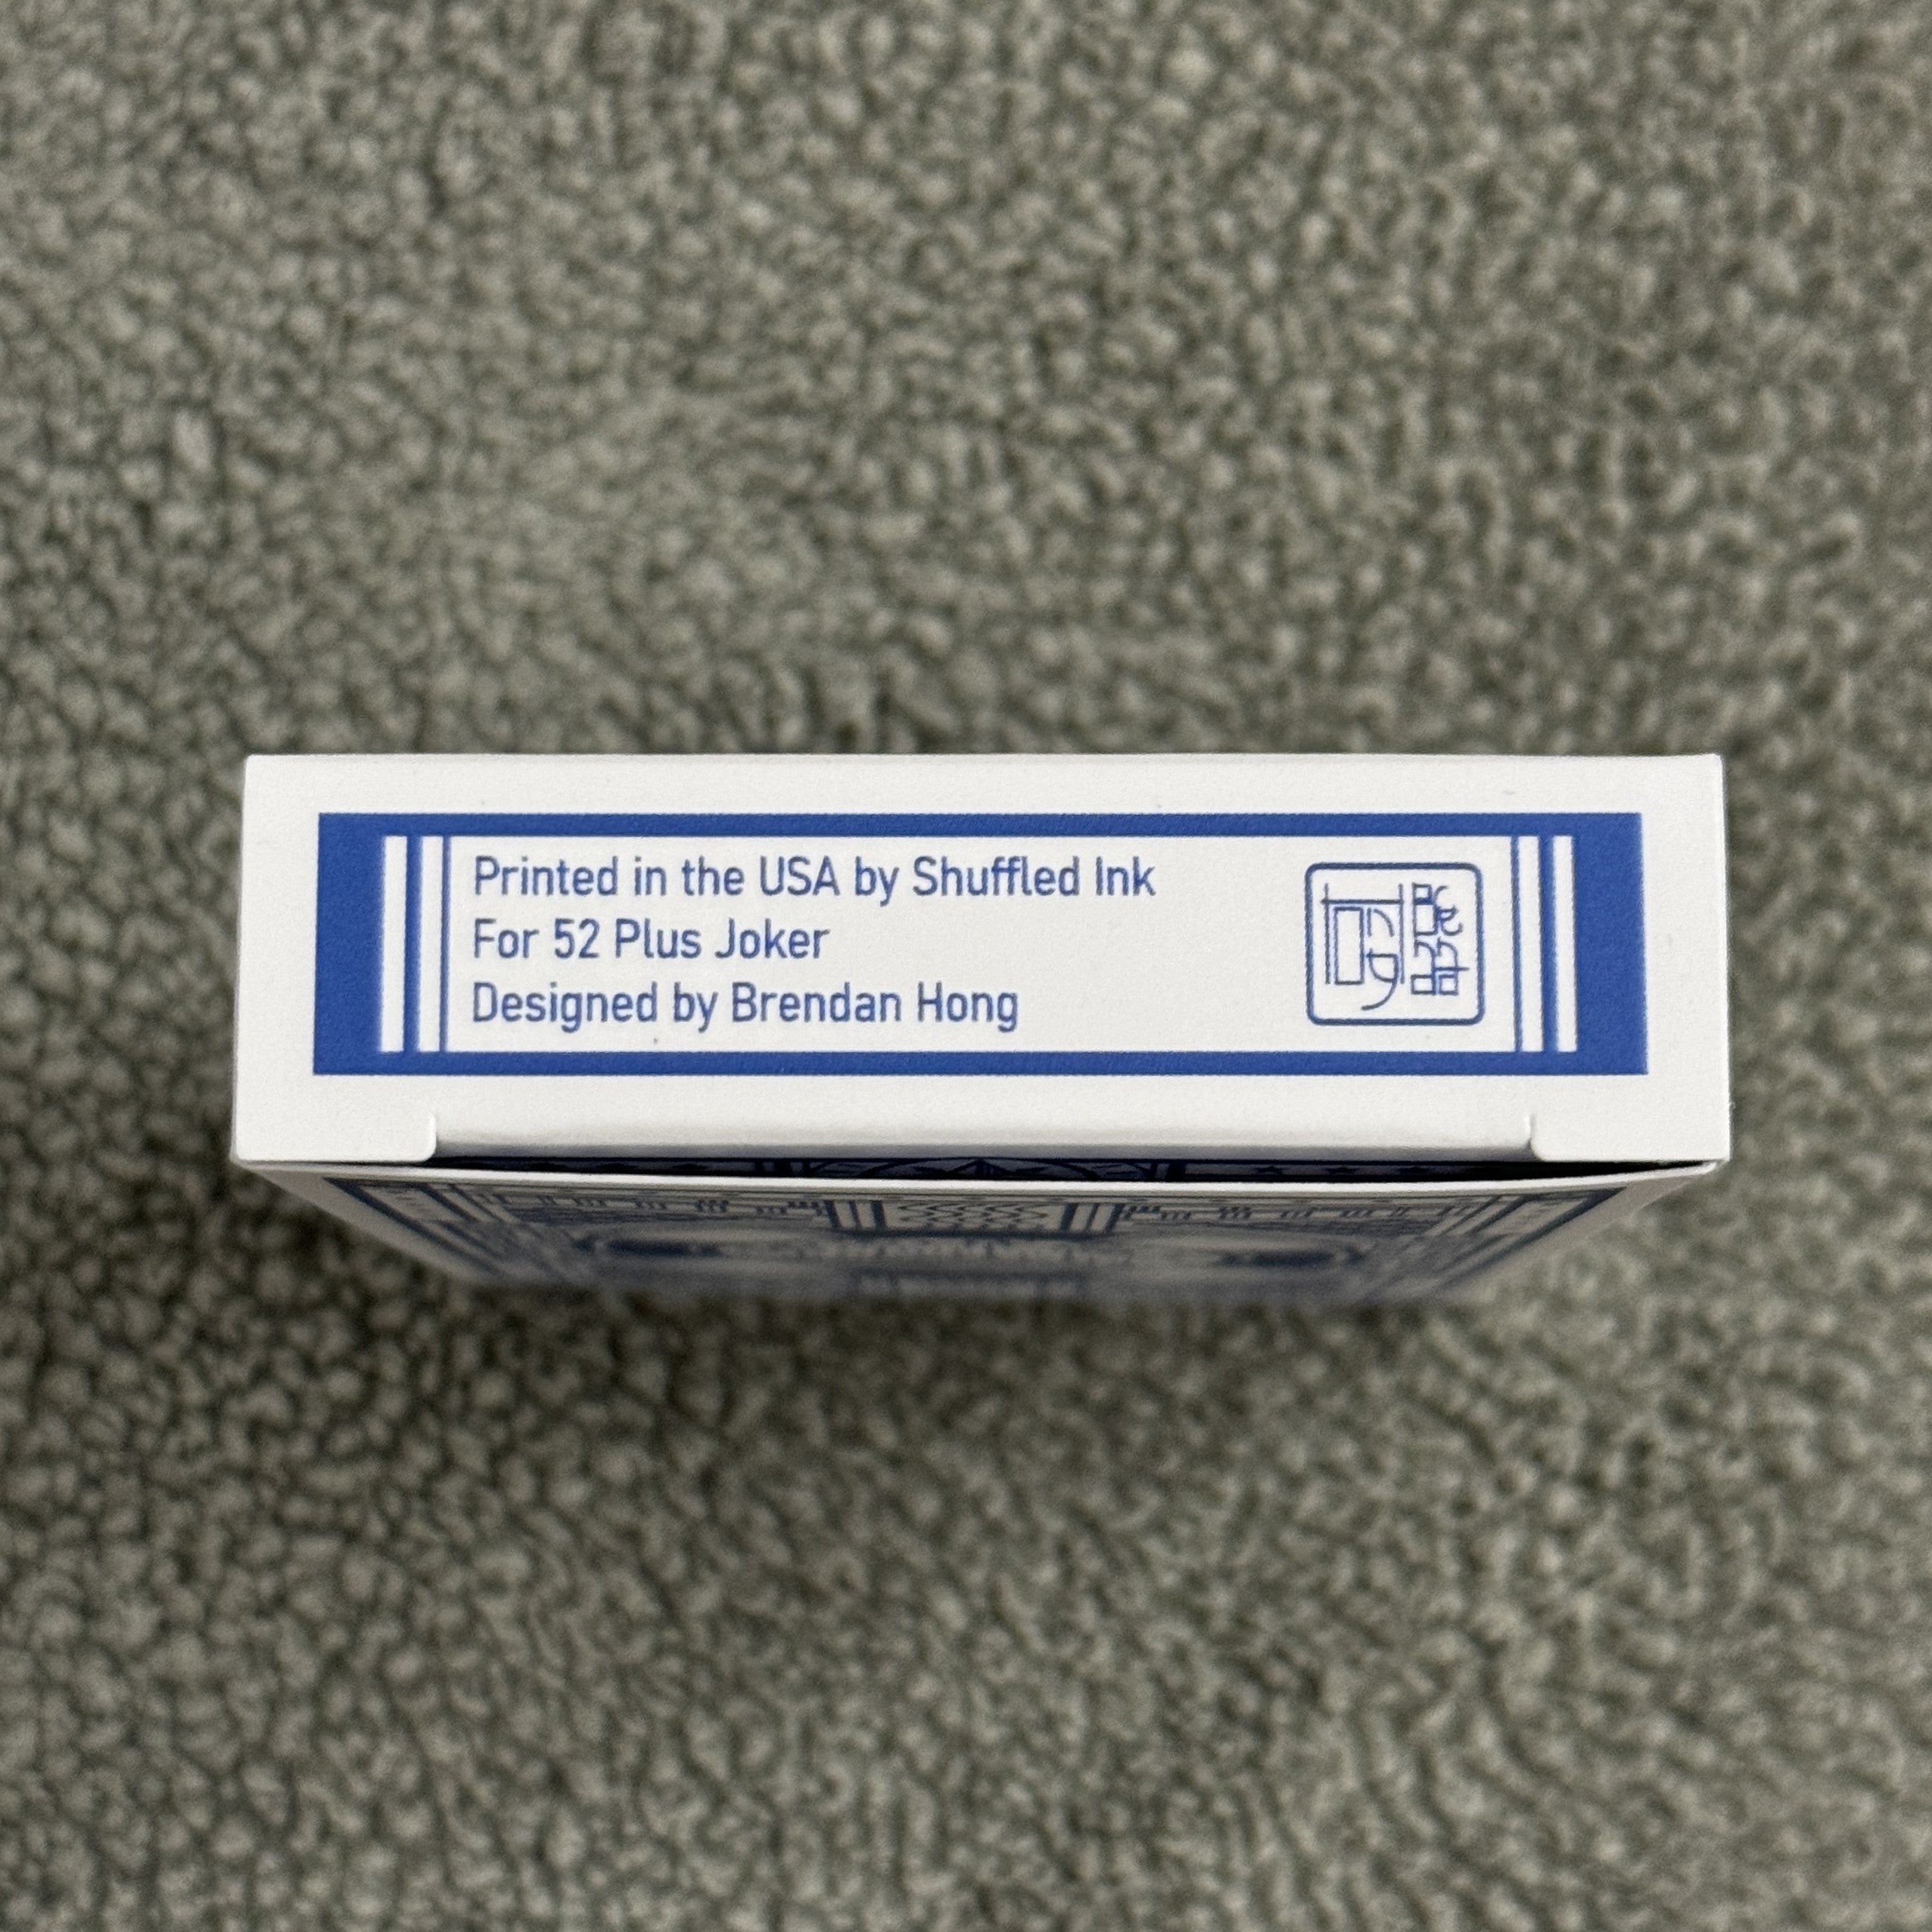 Printed in the USA by Shuffled Ink
For 52 Plus Joker
Designed by Brendan Hong